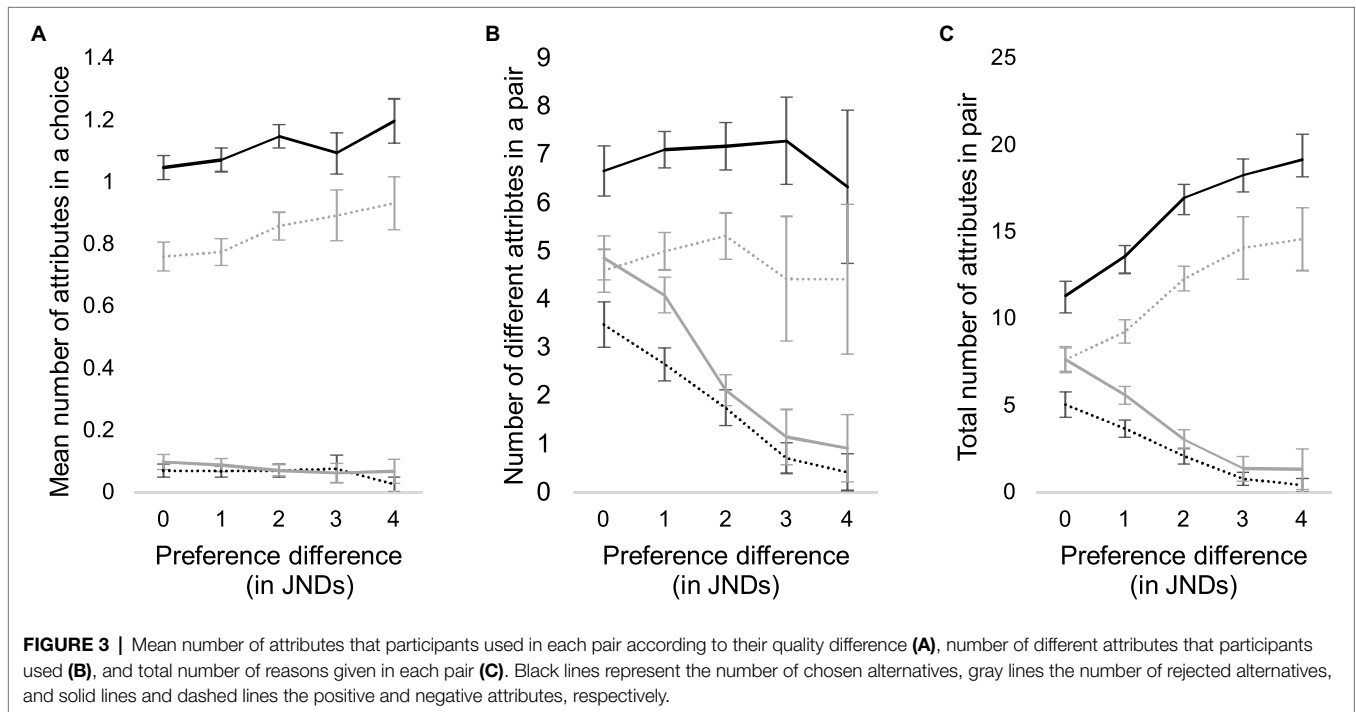 A
Mean number of attributes in a choice
1.4
1.2
1
0.8
0.6
0.4
0.2
0
0 1 2 3 4
Preference difference
(in JNDs)
B
Number of different attribtes in a pair
9
8
7
6
5
4
3
2
1
0
0 1 2 3 4
Preference difference
(in JNDs)
C
Total number of attributes in pair
25
20
15
10
5
0
0 1 2 3 4
Preference difference
(in JNDs)
FIGURE 3 | Mean number of attributes that participants used in each pair according to their quality difference (A), number of different attributes that participants
used (B), and total number of reasons given in each pair (C). Black lines represent the number of chosen alternatives, gray lines the number of rejected alternatives,
and solid lines and dashed lines the positive and negative attributes, respectively.